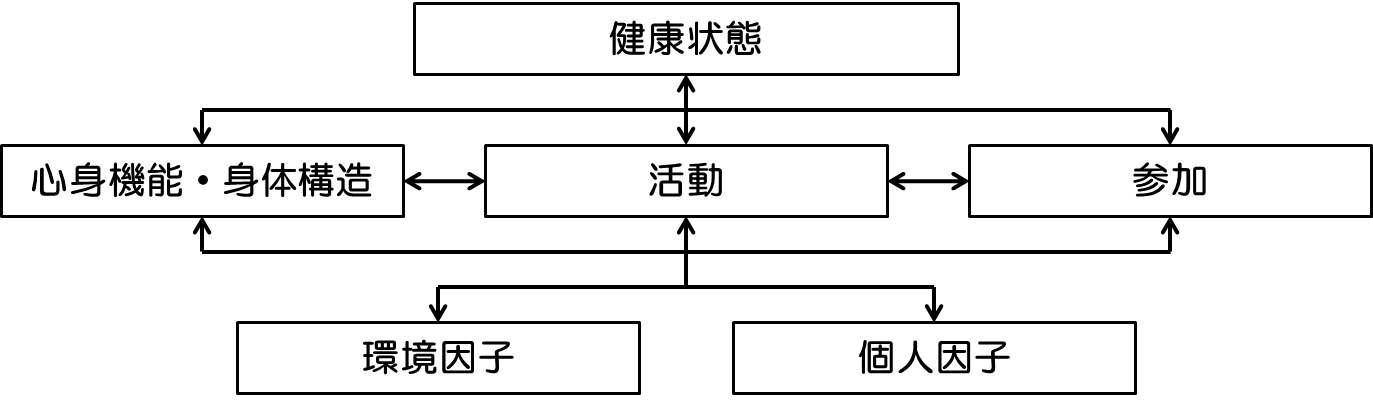 健康状態
心身機能・身体構造
活動
参加
環境因子
個人因子